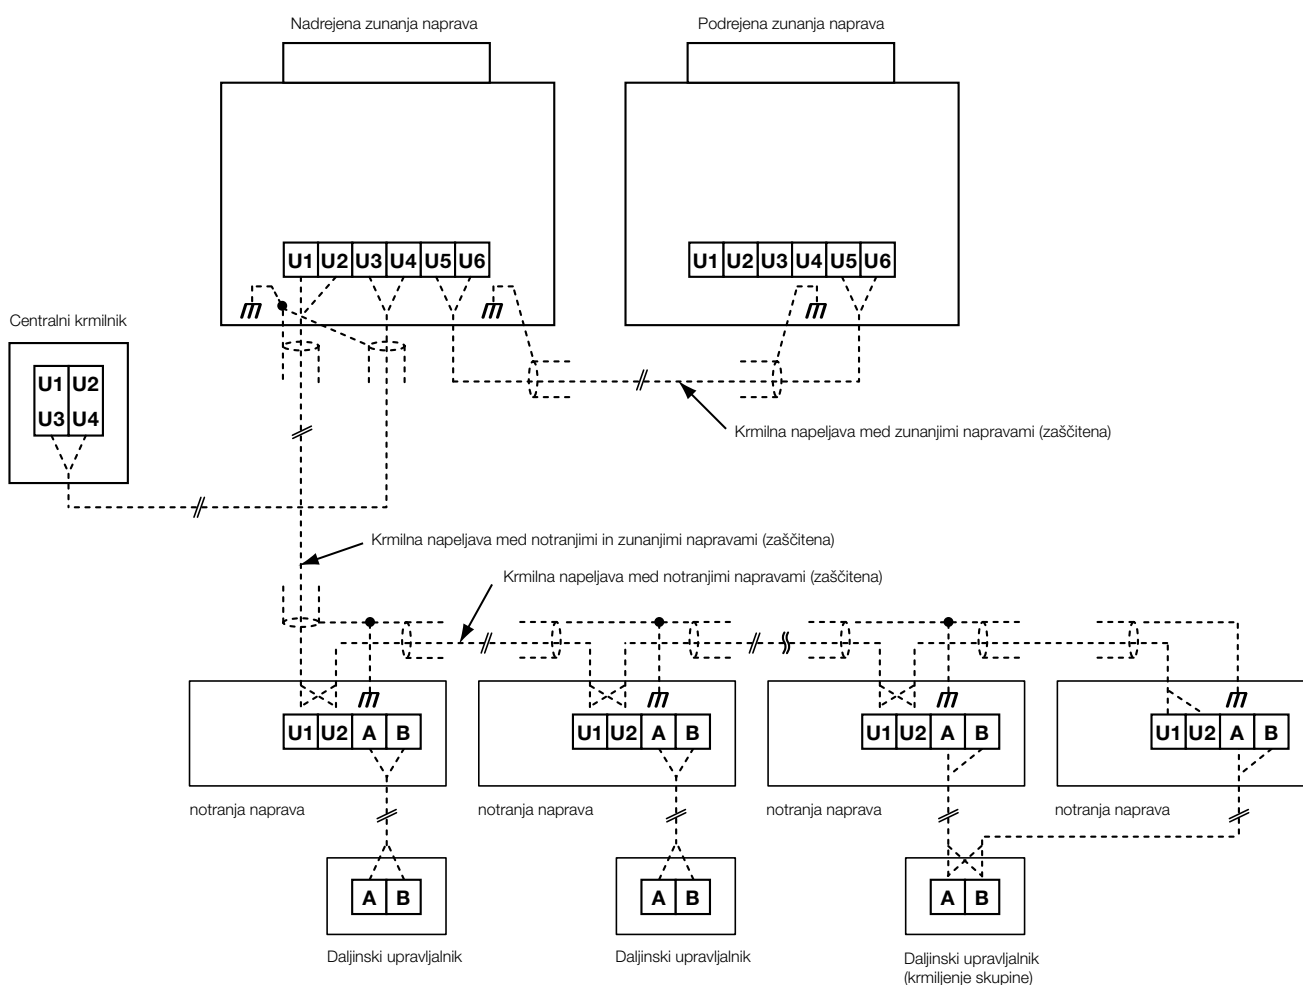 Nadrejena zunanja naprava
Podrejena zunanja naprava
U1 U2 U3 U4 U5 U6
U1 U2 U3 U4 U5 U6
Centralni krmilnik
U1 U2
U3 U4
Krmilna napeljava med zunanjimi napravami (zaščitena)
Krmilna napeljava med notranjimi in zunanjimi napravami (zaščitena)
Krmilna napeljava med notranjimi napravami (zaščitena)
U1 U2 A B
U1 U2 A B
U1 U2 A B
U1 U2 A B
notranja naprava
notranja naprava
notranja naprava
notranja naprava
A B
A B
A B
Daljinski upravljalnik
Daljinski upravljalnik
Daljinski upravljalnik
(krmiljenje skupine)